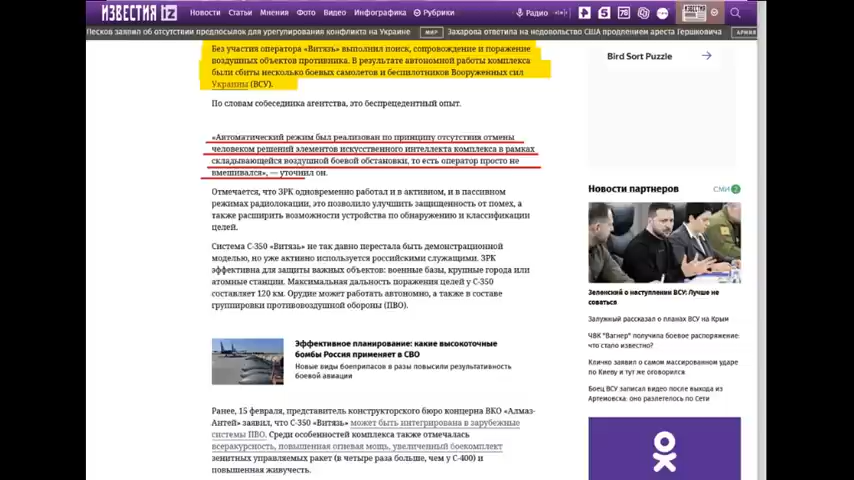 ИЗВЕСТИЯ iz
Новости Статьи Мнения Фото Видео Инфографика Рубрики Радио
Песков заявил об отсутствии предпосылок для урегулирования конфликта на Украине МИР Захарова ответила на недовольство США продлением ареста Гершковича АРМИЯ
Без участия оператора «Витязь» выполнил поиск, сопровождение и поражение
воздушных объектов противника. В результате автономной работы комплекса
были сбиты несколько боевых самолетов и беспилотников Вооруженных сил
Украины (ВСУ).
По словам собеседника агентства, это беспрецедентный опыт.
«Автоматический режим был реализован по принципу отсутствия отмены
человеком решений элементов искусственного интеллекта комплекса в рамках
складывающейся воздушной боевой обстановки, то есть оператор просто не
вмешивался», — уточнил он.
Отмечается, что ЗРК одновременно работал и в активном, и в пассивном
режимах радиолокации, это позволило улучшить защищенность от помех, а
также расширить возможности устройства по обнаружению и классификации
целей.
Система С-350 «Витязь» не так давно перестала быть демонстрационной
моделью, но уже активно используется российскими служащими. ЗРК
эффективна для защиты важных объектов: военные базы, крупные города или
атомные станции. Максимальная дальность поражения целей у С-350
составляет 120 км. Орудие может работать автономно, а также в составе
группировки противовоздушной обороны (ПВО).
Эффективное планирование: какие высокоточные
бомбы Россия применяет в СВО
Новые виды боеприпасов в разы повысили результативность
боевой авиации
Ранее, 15 февраля, представитель конструкторского бюро концерна ВКО «Алмаз-
Антей» заявил, что С-350 «Витязь» может быть интегрирована в зарубежные
системы ПВО. Среди особенностей комплекса также отмечалась
всеракурсность, повышенная огневая мощь, увеличенный боекомплект
зенитных управляемых ракет (в четыре раза больше, чем у С-400) и
повышенная живучесть.
Bird Sort Puzzle
Новости партнеров СМИ2
Зеленский о наступлении ВСУ: Лучше не
соваться
Залужный рассказал о планах ВСУ на Крым
ЧВК "Вагнер" получила боевое распоряжение:
что стало известно?
Кличко заявил о самом массированном ударе
по Киеву и тут же оговорился
Боец ВСУ записал видео после выхода из
Артемовска: оно разлетелось по Сети